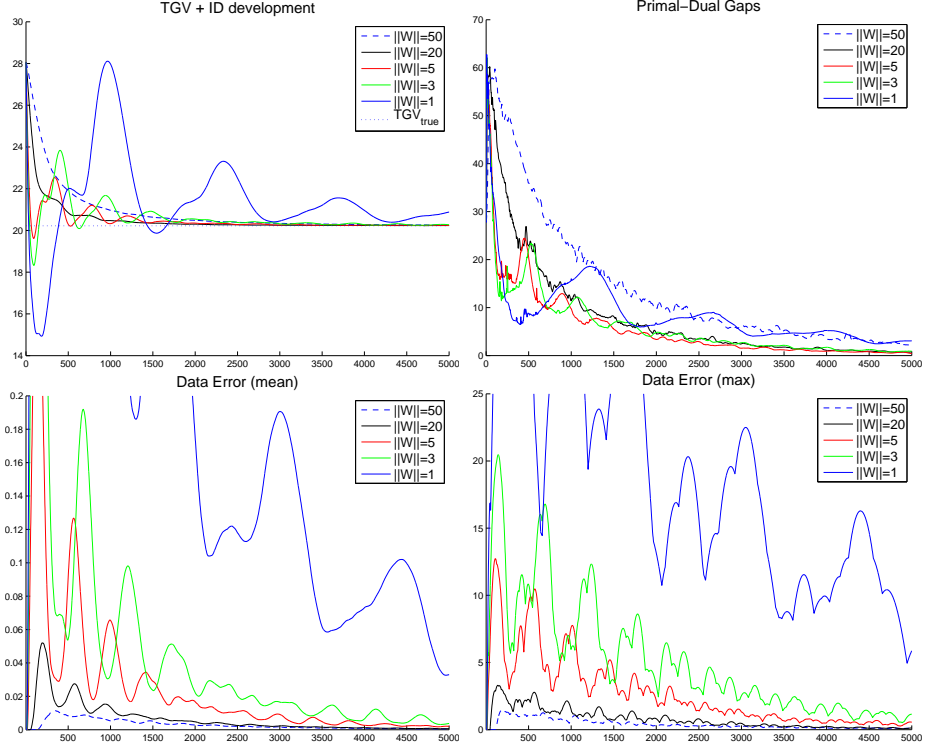 TGV + ID development
30
28
26
24
22
20
18
16
14
0 500 1000 1500 2000 2500 3000 3500 4000 4500 5000
||W||=50
||W||=20
||W||=5
||W||=3
||W||=1
TGV_true
Primal−Dual Gaps
70
60
50
40
30
20
10
0
0 500 1000 1500 2000 2500 3000 3500 4000 4500 5000
||W||=50
||W||=20
||W||=5
||W||=3
||W||=1
Data Error (mean)
0.2
0.18
0.16
0.14
0.12
0.1
0.08
0.06
0.04
0.02
0
0 500 1000 1500 2000 2500 3000 3500 4000 4500 5000
||W||=50
||W||=20
||W||=5
||W||=3
||W||=1
Data Error (max)
25
20
15
10
5
0
0 500 1000 1500 2000 2500 3000 3500 4000 4500 5000
||W||=50
||W||=20
||W||=5
||W||=3
||W||=1